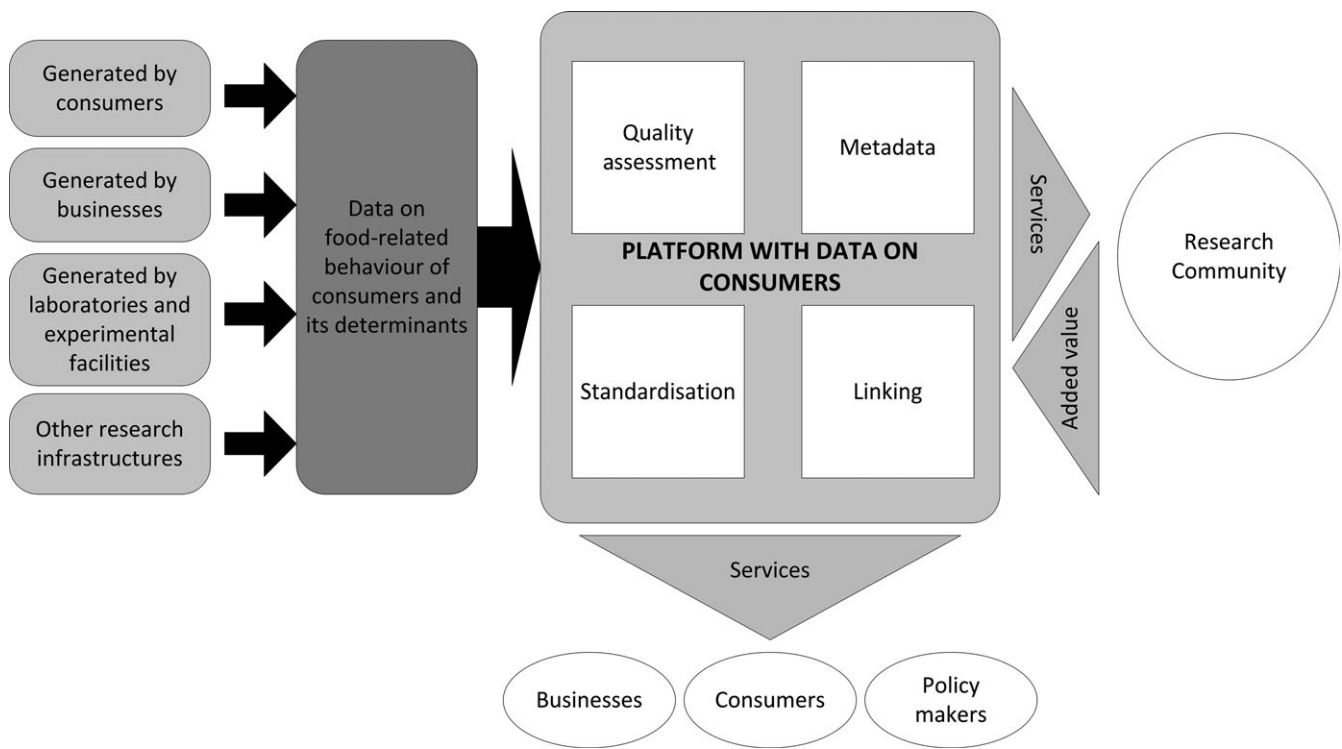 Generated by
consumers
Generated by
businesses
Generated by
laboratories and
experimental
facilities
Other research
infrastructures
Data on
food-related
behaviour of
consumers and
its determinants
Quality
assessment
Metadata
PLATFORM WITH DATA ON
CONSUMERS
Standardisation
Linking
Services
Added value
Research
Community
Services
Businesses
Consumers
Policy
makers